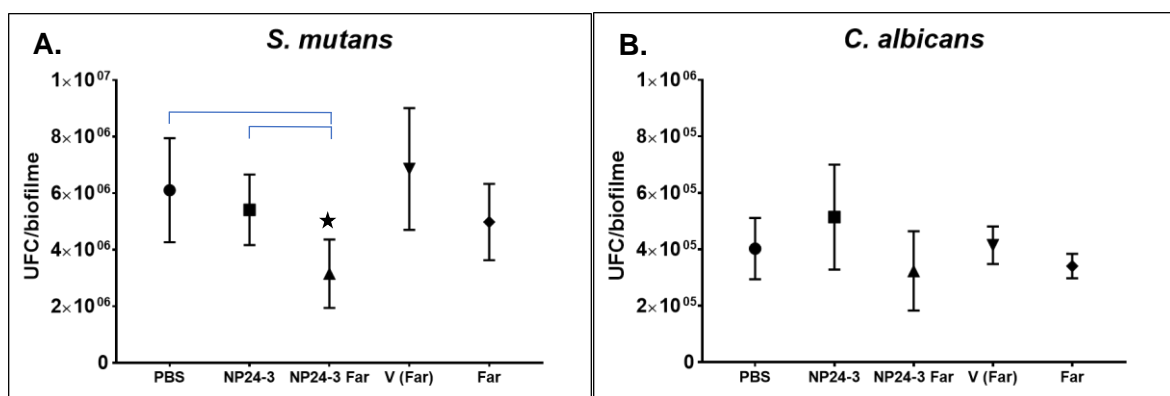 A.
S. mutans
UFC/biofilme
1×10⁰⁷
8×10⁰⁶
6×10⁰⁶
4×10⁰⁶
2×10⁰⁶
0
PBS NP24-3 NP24-3 Far V (Far) Far
B.
C. albicans
UFC/biofilme
1×10⁰⁶
8×10⁰⁵
6×10⁰⁵
4×10⁰⁵
2×10⁰⁵
0
PBS NP24-3 NP24-3 Far V (Far) Far